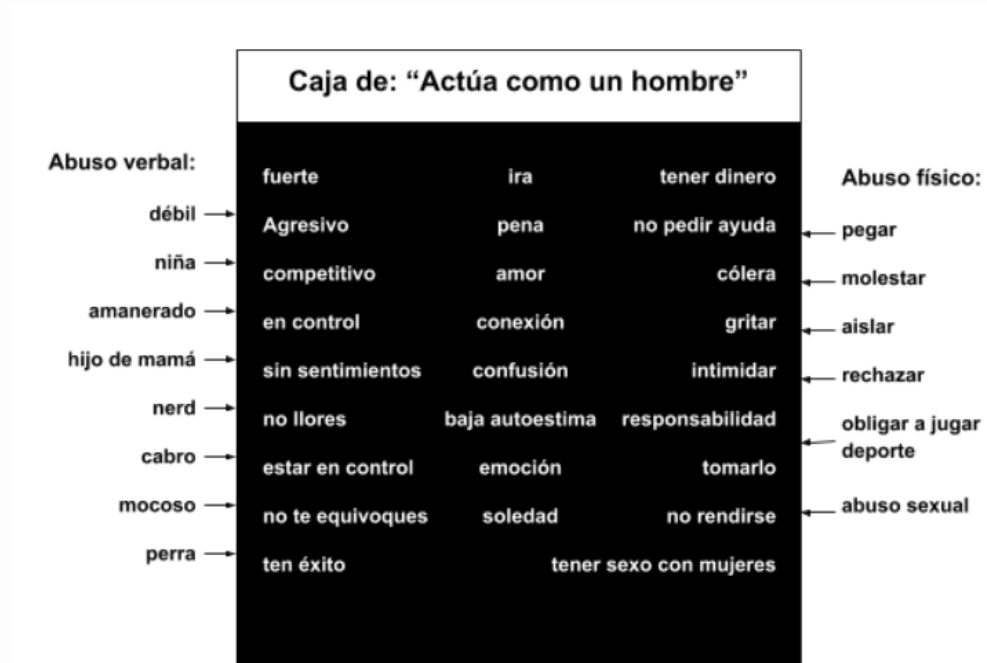 Caja de: “Actúa como un hombre”
Abuso verbal:
débil
niña
amanerado
hijo de mamá
nerd
cabro
mocoso
perra
fuerte ira tener dinero
Agresivo pena no pedir ayuda
competitivo amor cólera
en control conexión gritar
sin sentimientos confusión intimidar
no llores baja autoestima responsabilidad
estar en control emoción tomarlo
no te equivoques soledad no rendirse
ten éxito tener sexo con mujeres
Abuso físico:
pegar
molestar
aislar
rechazar
obligar a jugar
deporte
abuso sexual